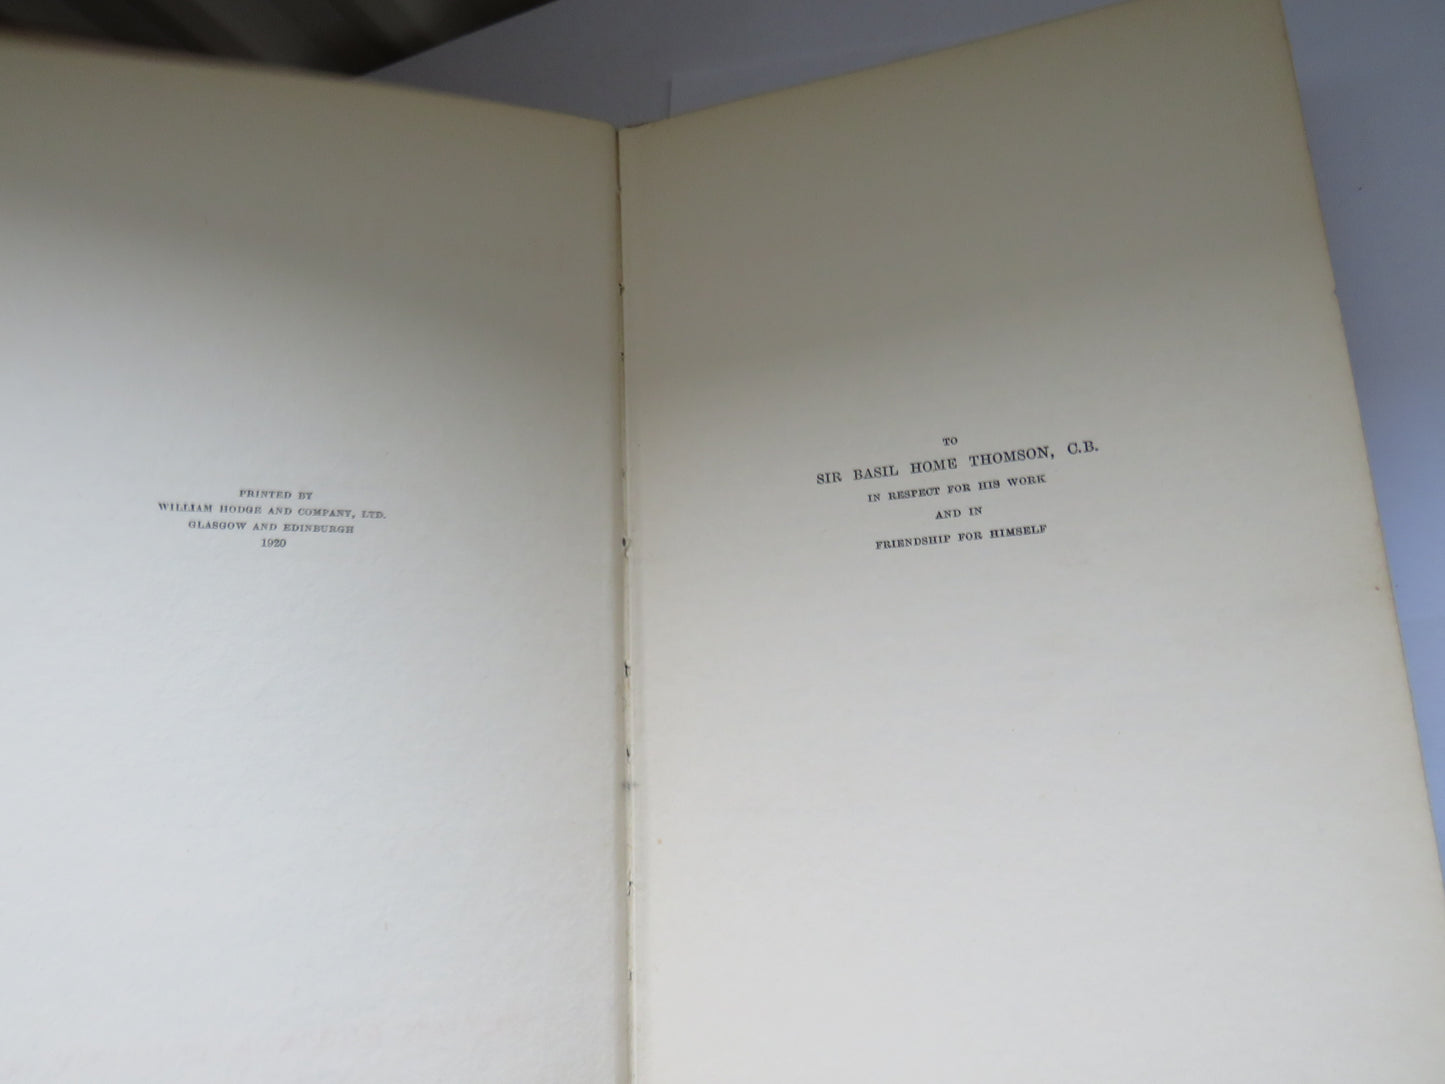 PRINTED BY
WILLIAM HODGE AND COMPANY, LTD.
GLASGOW AND EDINBURGH
1920
TO
SIR BASIL HOME THOMSON, C.B.
IN RESPECT FOR HIS WORK
AND IN
FRIENDSHIP FOR HIMSELF